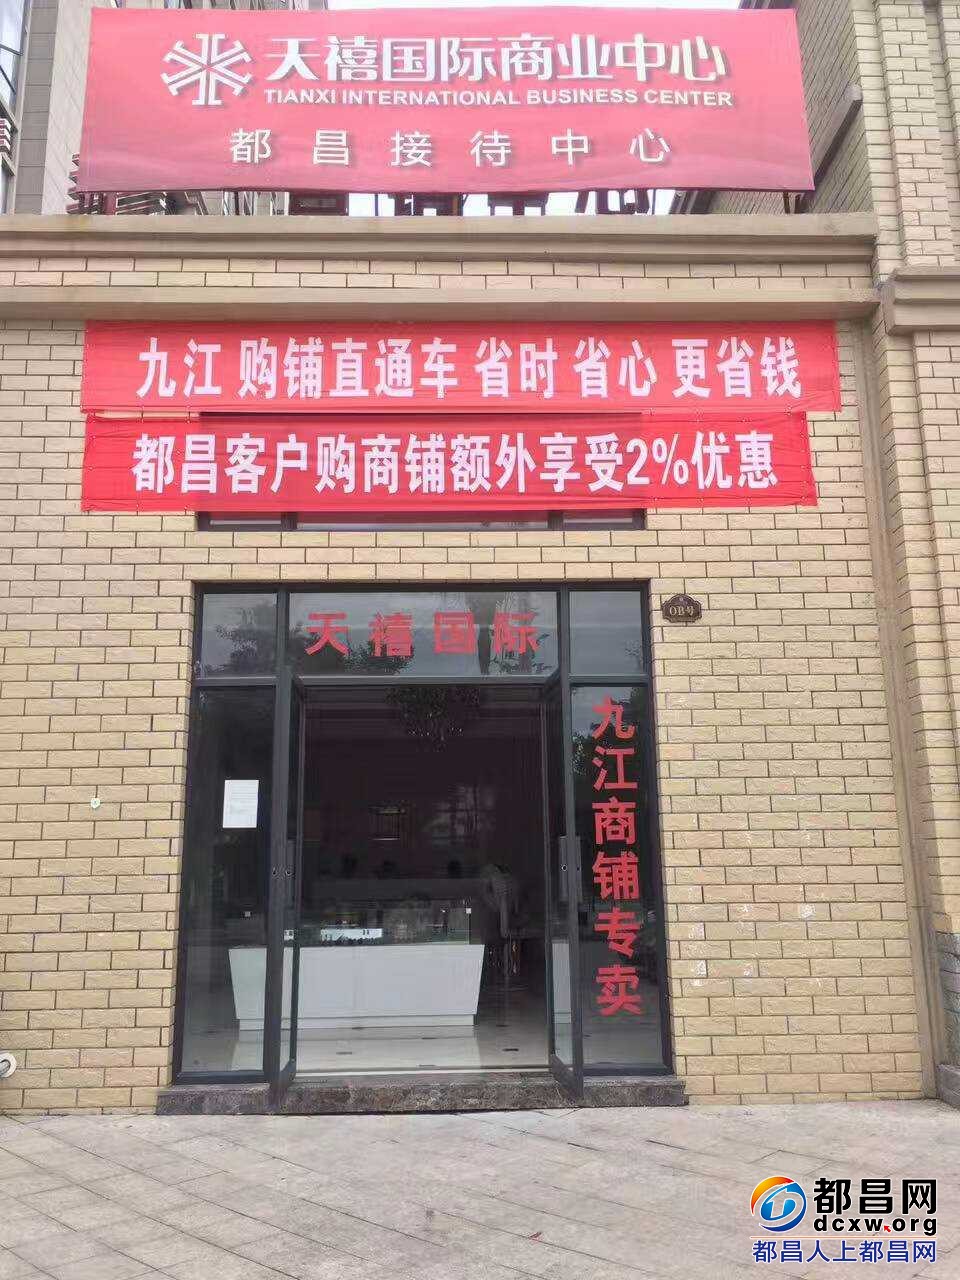 天禧国际商业中心
TIANXI INTERNATIONAL BUSINESS CENTER
都昌接待中心
九江 购铺直通车 省时 省心 更省钱
都昌客户购商铺额外享受2%优惠
OB号
天禧国际
九江商铺专卖
都昌网
dcxw.org
都昌人上都昌网